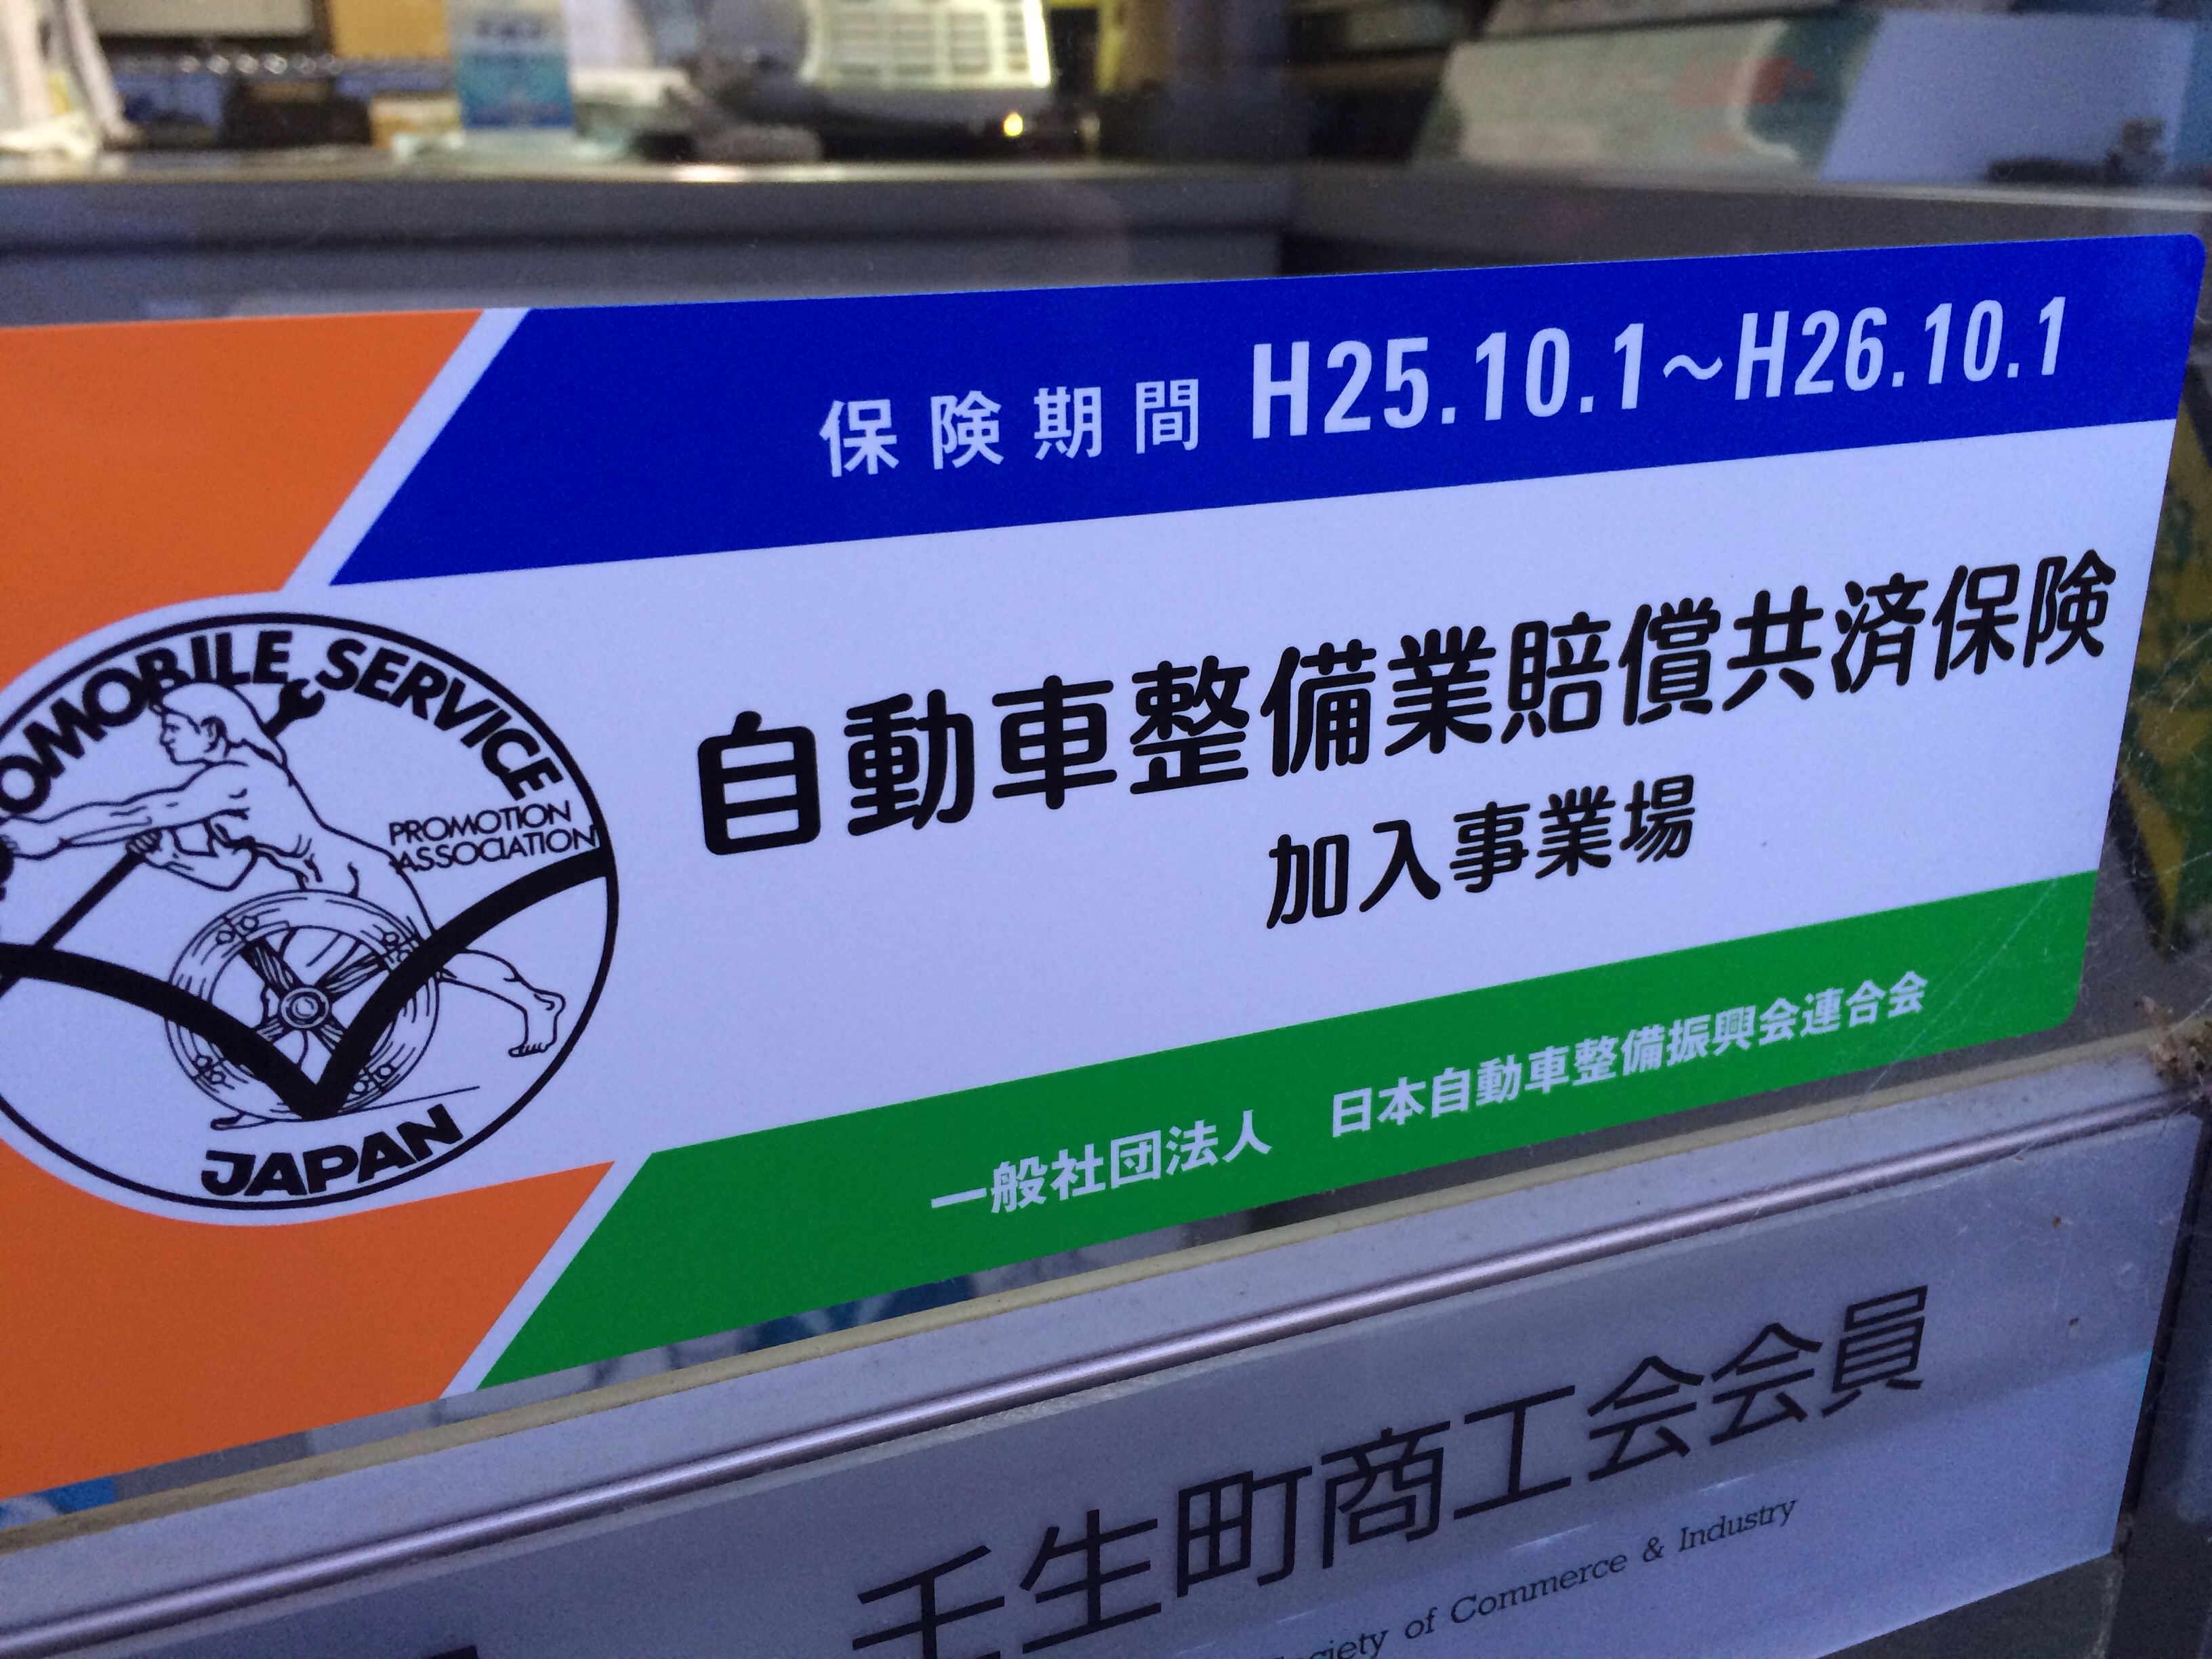 保険期間 H25.10.1～H26.10.1
自動車整備業賠償共済保険
加入事業場
SERVICE
PROMOTION
ASSOCIATION
JAPAN
一般社団法人 日本自動車整備振興会連合会
壬生町商工会会員
of Commerce & Industry